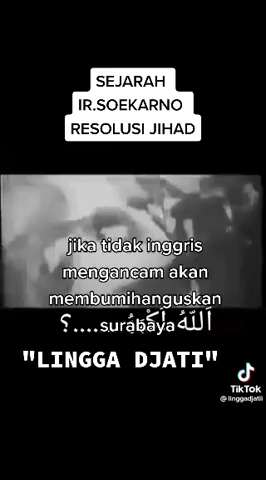 SEJARAH
IR.SOEKARNO
RESOLUSI JIHAD
jika tidak inggris
mengancam akan
membumihanguskan
surabaya
اَللّٰهُ أَكْبَرُ....؟
"LINGGA DJATI"
TikTok
@linggadjatii